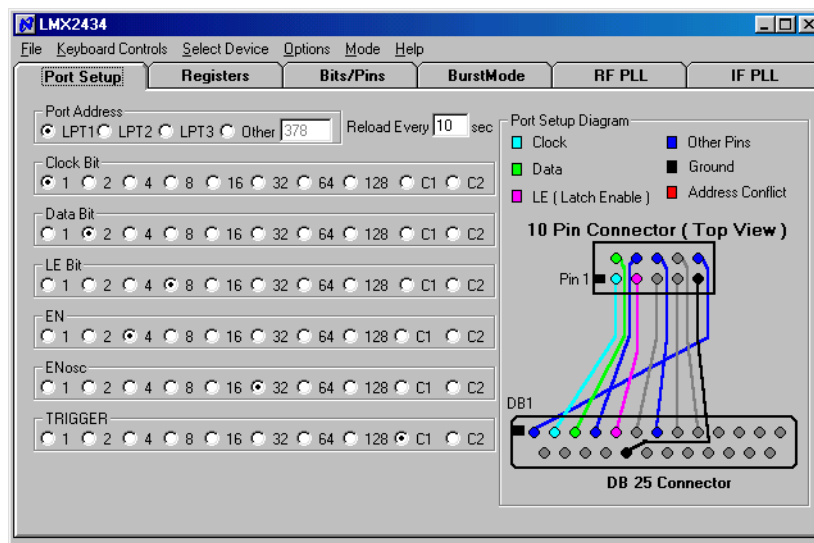 LMX2434
File Keyboard Controls Select Device Options Mode Help
Port Setup Registers Bits/Pins BurstMode RF PLL IF PLL
Port Address
LPT1 LPT2 LPT3 Other 378 Reload Every 10 sec
Clock Bit
1 2 4 8 16 32 64 128 C1 C2
Data Bit
1 2 4 8 16 32 64 128 C1 C2
LE Bit
1 2 4 8 16 32 64 128 C1 C2
EN
1 2 4 8 16 32 64 128 C1 C2
ENosc
1 2 4 8 16 32 64 128 C1 C2
TRIGGER
1 2 4 8 16 32 64 128 C1 C2
Port Setup Diagram
Clock Other Pins
Data Ground
LE ( Latch Enable ) Address Conflict
10 Pin Connector ( Top View )
Pin 1
DB1
DB 25 Connector